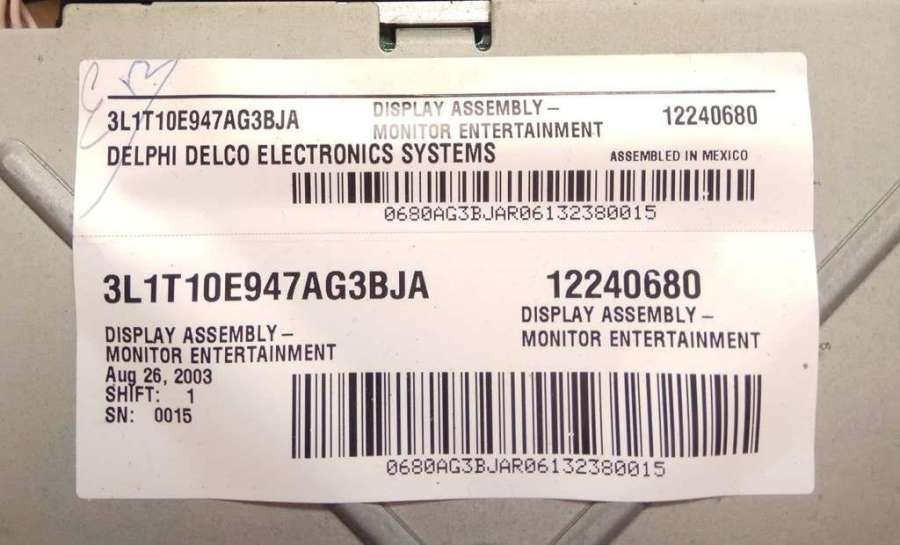 3L1T10E947AG3BJA DISPLAY ASSEMBLY – 12240680
MONITOR ENTERTAINMENT
DELPHI DELCO ELECTRONICS SYSTEMS ASSEMBLED IN MEXICO
0680AG3BJAR06132380015
3L1T10E947AG3BJA 12240680
DISPLAY ASSEMBLY –
MONITOR ENTERTAINMENT
DISPLAY ASSEMBLY –
MONITOR ENTERTAINMENT
Aug 26, 2003
SHIFT: 1
SN: 0015
0680AG3BJAR06132380015